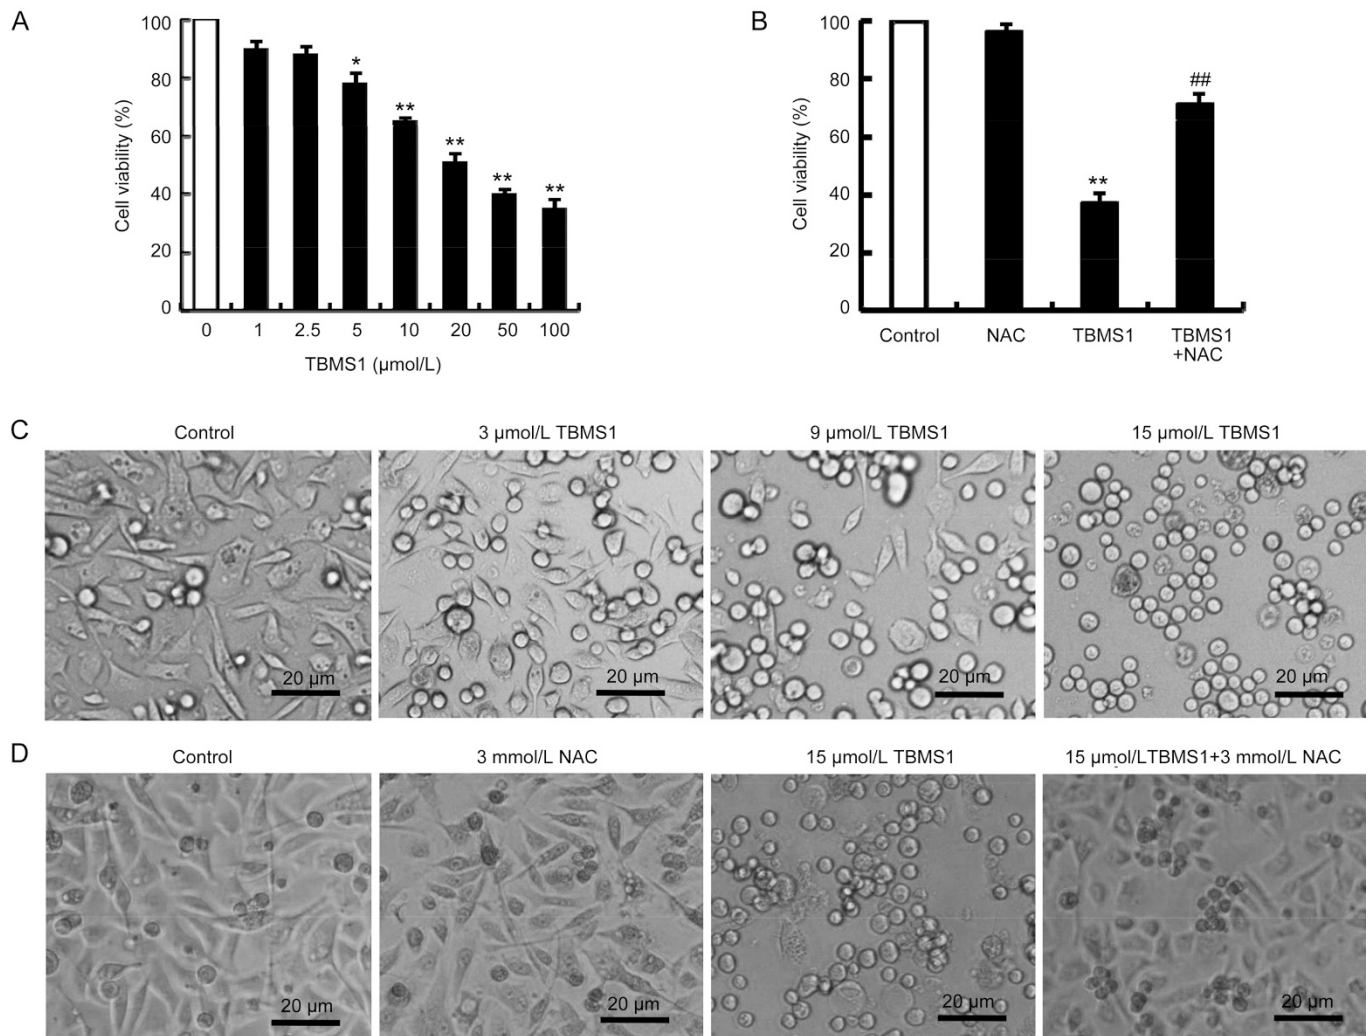 A
100
80
60
40
20
0
Cell viability (%)
*
**
**
**
**
0 1 2.5 5 10 20 50 100
TBMS1 (µmol/L)
B
100
80
60
40
20
0
Cell viability (%)
**
##
Control NAC TBMS1 TBMS1
+NAC
C
Control 3 µmol/L TBMS1 9 µmol/L TBMS1 15 µmol/L TBMS1
20 µm 20 µm 20 µm 20 µm
D
Control 3 mmol/L NAC 15 µmol/L TBMS1 15 µmol/LTBMS1+3 mmol/L NAC
20 µm 20 µm 20 µm 20 µm